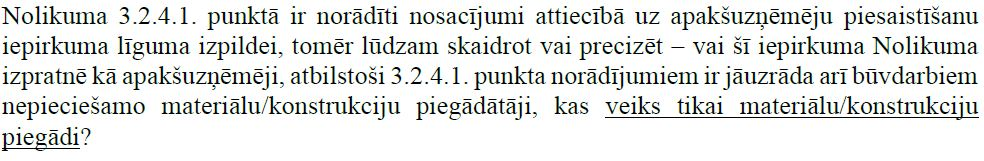 Nolikuma 3.2.4.1. punktā ir norādīti nosacījumi attiecībā uz apakšuzņēmēju piesaistīšanu
iepirkuma līguma izpildei, tomēr lūdzam skaidrot vai precizēt – vai šī iepirkuma Nolikuma
izpratnē kā apakšuzņēmēji, atbilstoši 3.2.4.1. punkta norādījumiem ir jāuzrāda arī būvdarbiem
nepieciešamo materiālu/konstrukciju piegādātāji, kas veiks tikai materiālu/konstrukciju
piegādi?